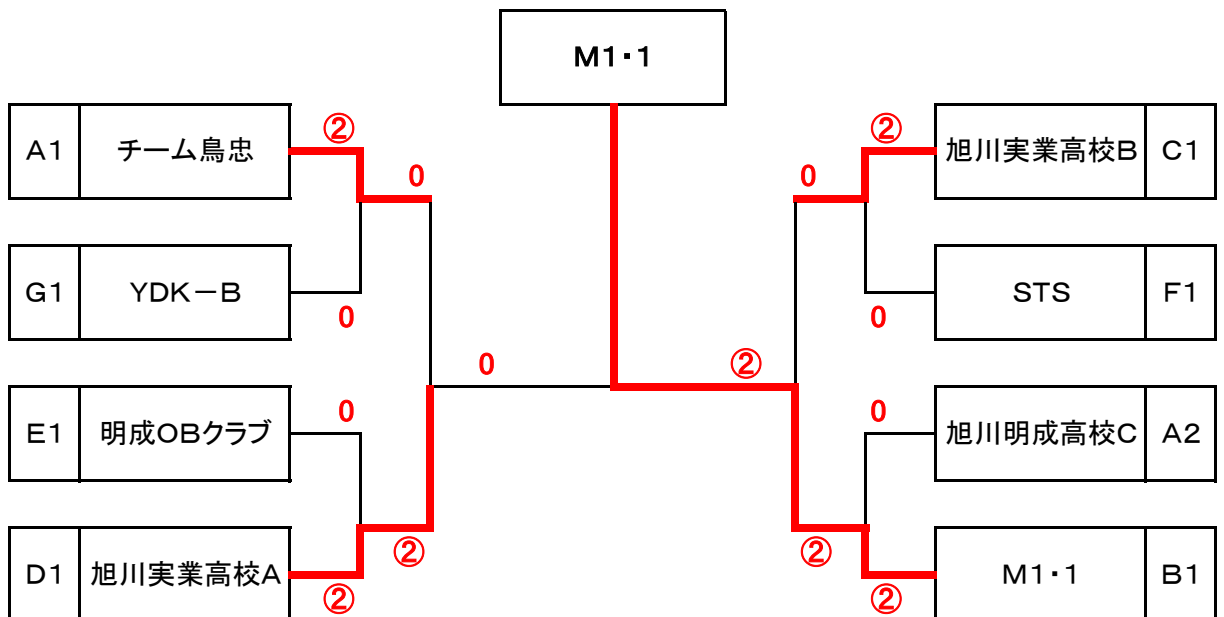 M1・1
A1 チーム鳥忠 ② ② 旭川実業高校B C1
0 0
G1 YDK－B 0 0 STS F1
0 ②
E1 明成OBクラブ 0 0 旭川明成高校C A2
② ②
D1 旭川実業高校A ② ② M1・1 B1